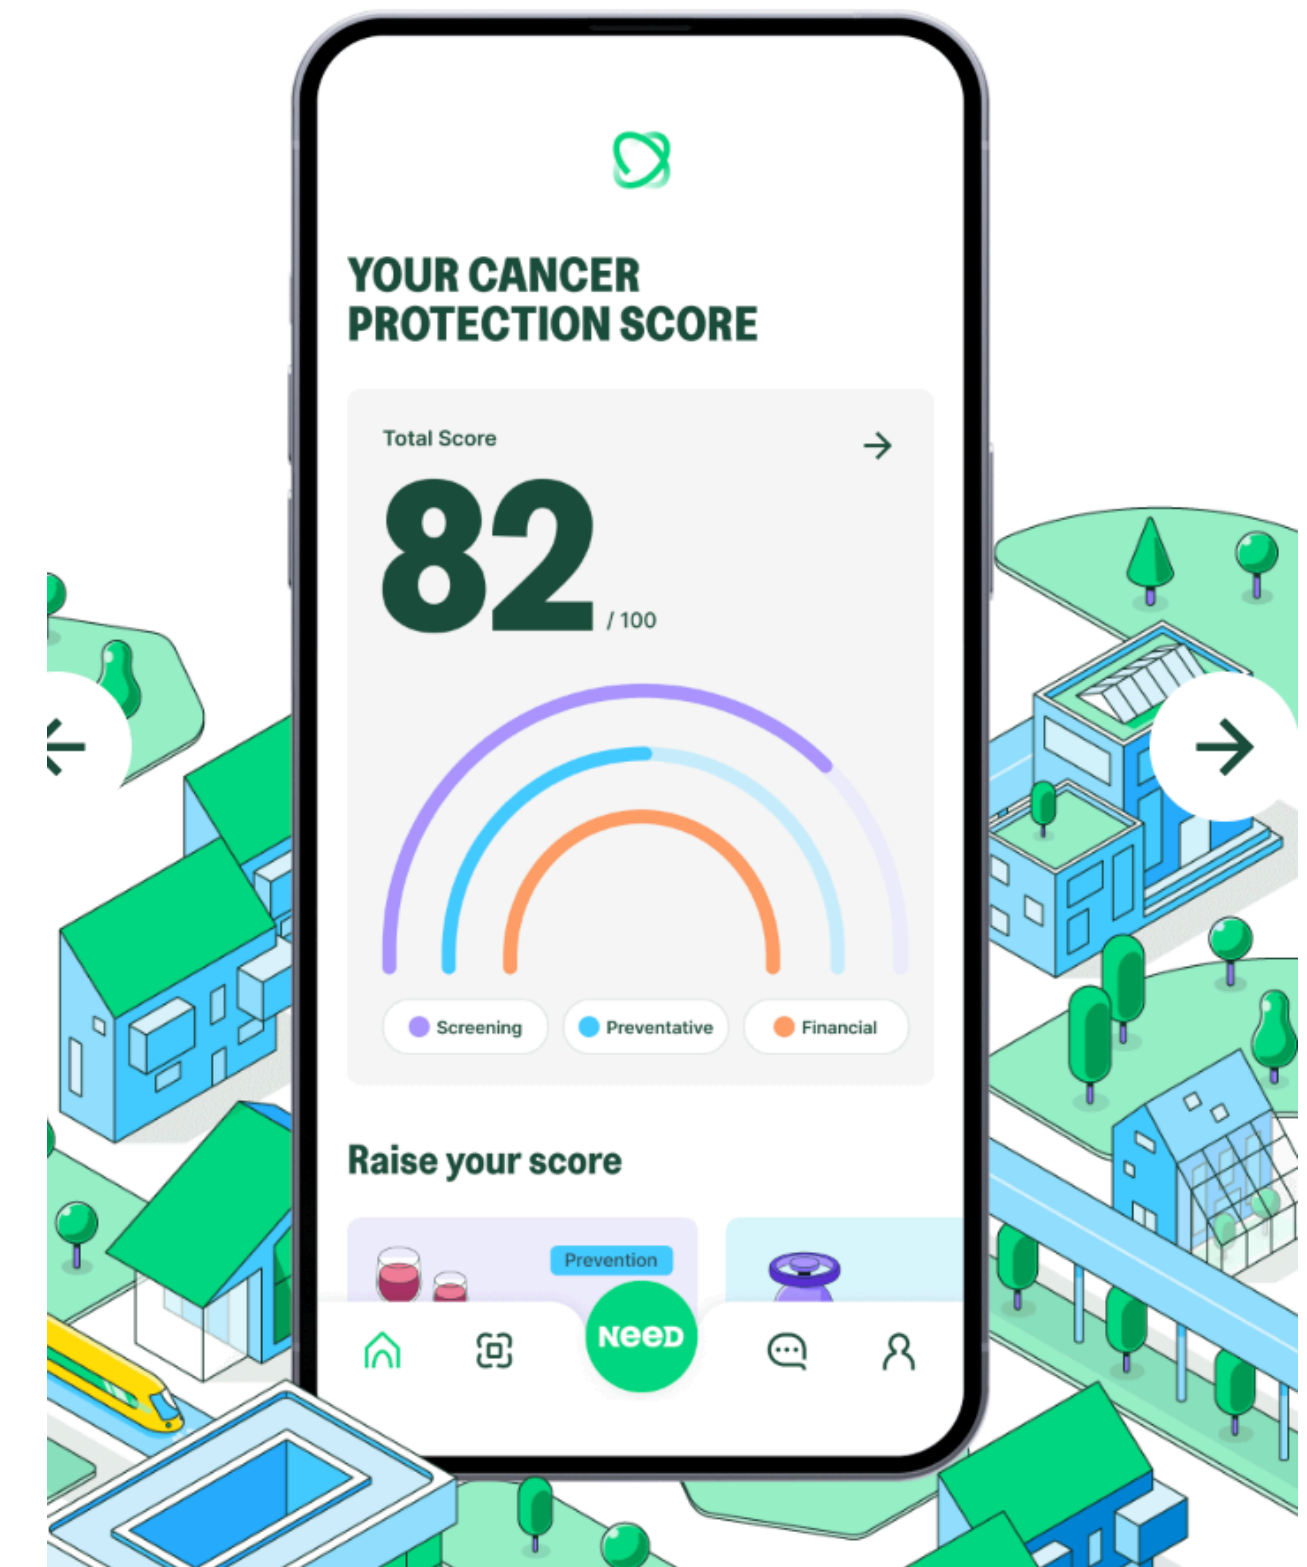 YOUR CANCER
PROTECTION SCORE
Total Score
82 / 100
Screening
Preventative
Financial
Raise your score
Prevention
NeeD